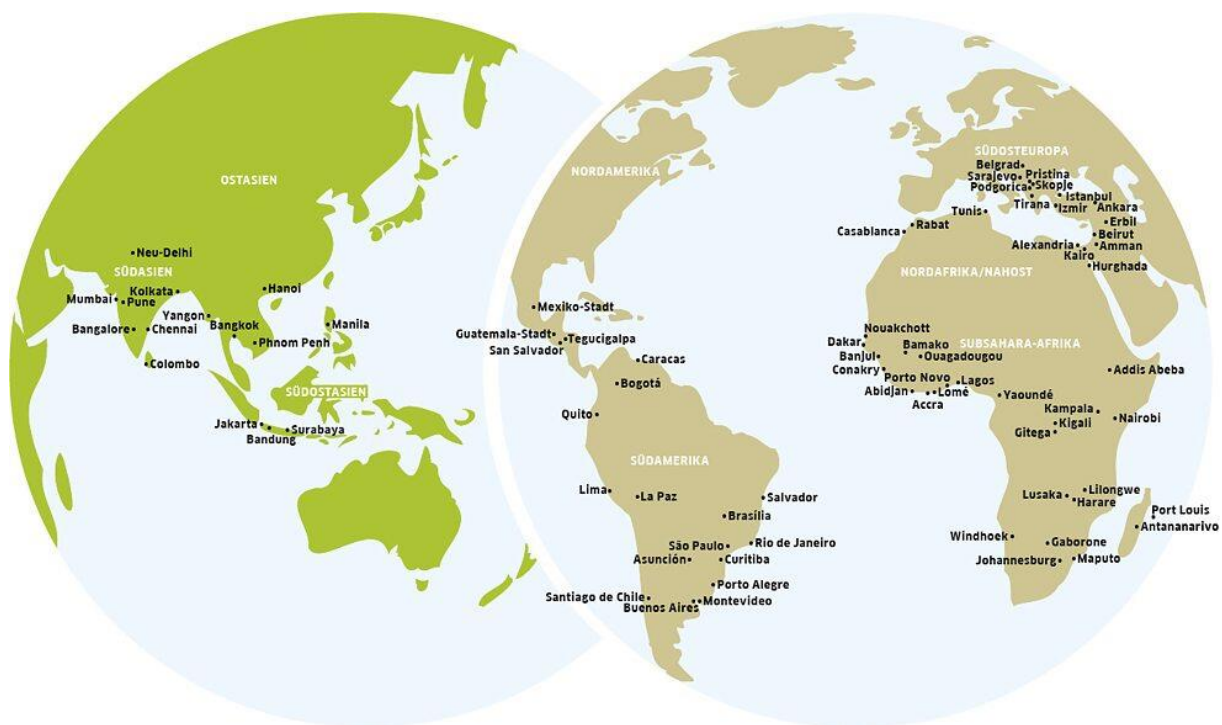 OSTASIEN
Neu-Delhi
SÜDASIEN
Kolkata
Hanoi
Mumbai
Pune
Yangon
Bangkok
Manila
Bangalore
Chennai
Phnom Penh
Colombo
SÜDOSTASIEN
Jakarta
Surabaya
Bandung
NORDAMERIKA
Mexiko-Stadt
Guatemala-Stadt
Tegucigalpa
San Salvador
Caracas
Bogotá
Quito
SÜDAMERIKA
Lima
La Paz
Salvador
Brasília
São Paulo
Rio de Janeiro
Asunción
Curitiba
Porto Alegre
Santiago de Chile
Buenos Aires
Montevideo
SÜDOSTEUROPA
Belgrad
Sarajevo
Pristina
Podgorica
Skopje
Istanbul
Tirana
Izmir
Ankara
Tunis
Erbil
Rabat
Casablanca
Beirut
Alexandria
Amman
Kairo
Hurghada
NORDAFRIKA/NAHOST
Nouakchott
Dakar
Bamako
SUBSAHARA-AFRIKA
Banjul
Ouagadougou
Conakry
Addis Abeba
Porto Novo
Lagos
Abidjan
Lomé
Yaoundé
Accra
Kampala
Nairobi
Kigali
Gitega
Lilongwe
Lusaka
Harare
Port Louis
Antananarivo
Windhoek
Gaborone
Johannesburg
Maputo